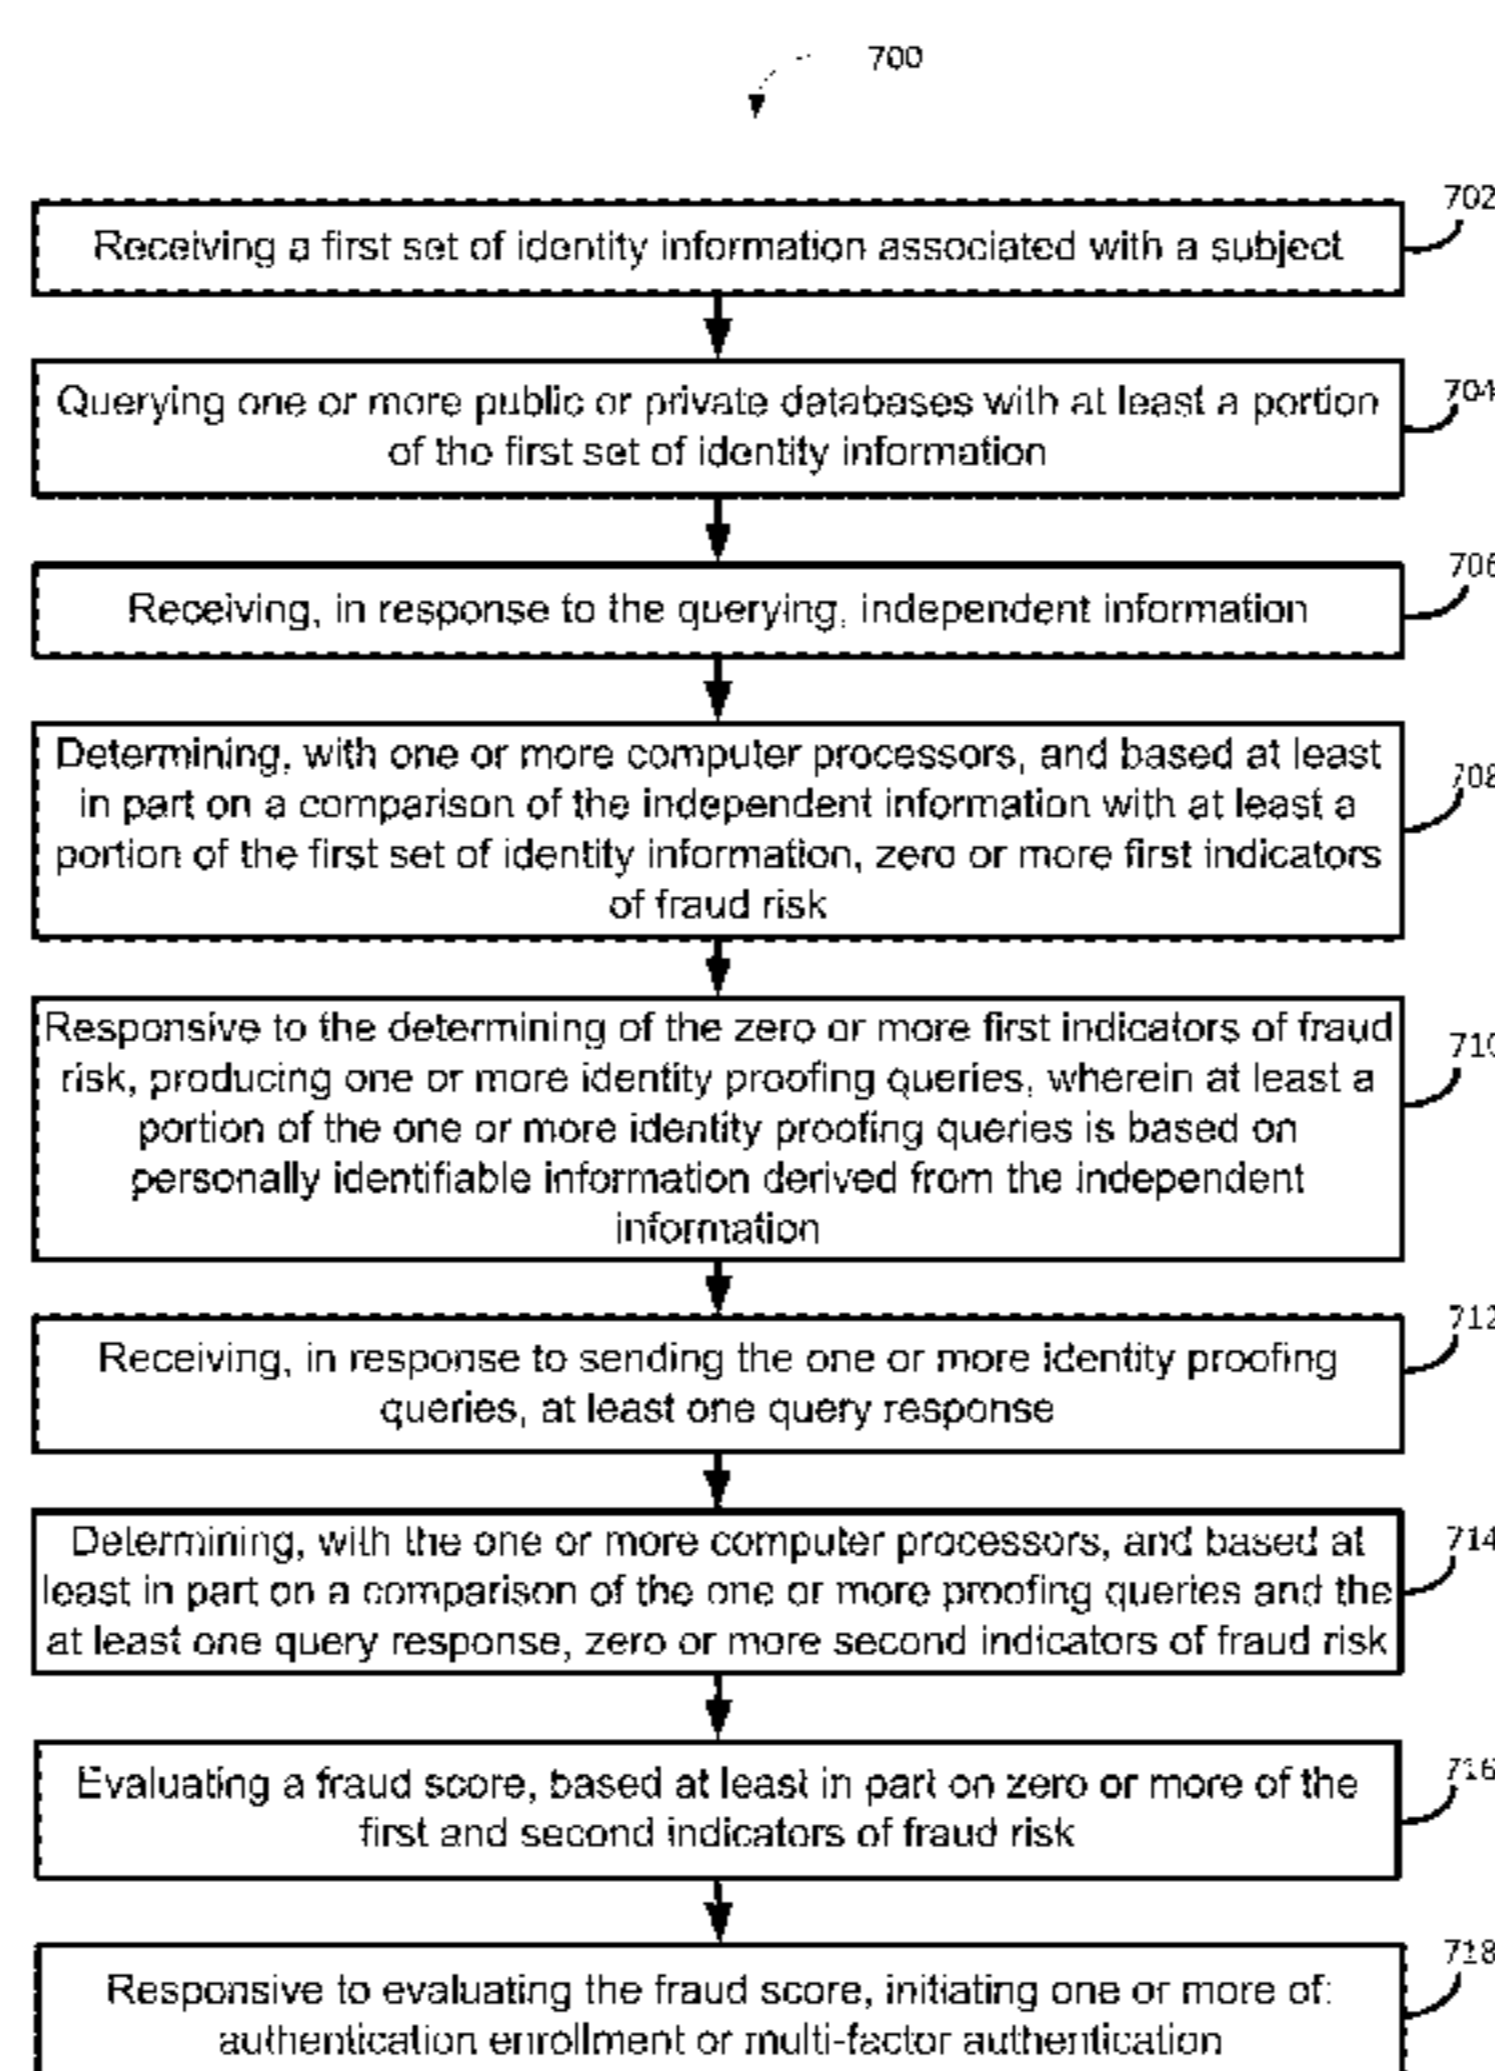 700
702
Receiving a first set of identity information associated with a subject
704
Querying one or more public or private databases with at least a portion
of the first set of identity information
706
Receiving, in response to the querying, independent information
708
Determining, with one or more computer processors, and based at least
in part on a comparison of the independent information with at least a
portion of the first set of identity information, zero or more first indicators
of fraud risk
710
Responsive to the determining of the zero or more first indicators of fraud
risk, producing one or more identity proofing queries, wherein at least a
portion of the one or more identity proofing queries is based on
personally identifiable information derived from the independent
information
712
Receiving, in response to sending the one or more identity proofing
queries, at least one query response
714
Determining, with the one or more computer processors, and based at
least in part on a comparison of the one or more proofing queries and the
at least one query response, zero or more second indicators of fraud risk
716
Evaluating a fraud score, based at least in part on zero or more of the
first and second indicators of fraud risk
718
Responsive to evaluating the fraud score, initiating one or more of:
authentication enrollment or multi-factor authentication